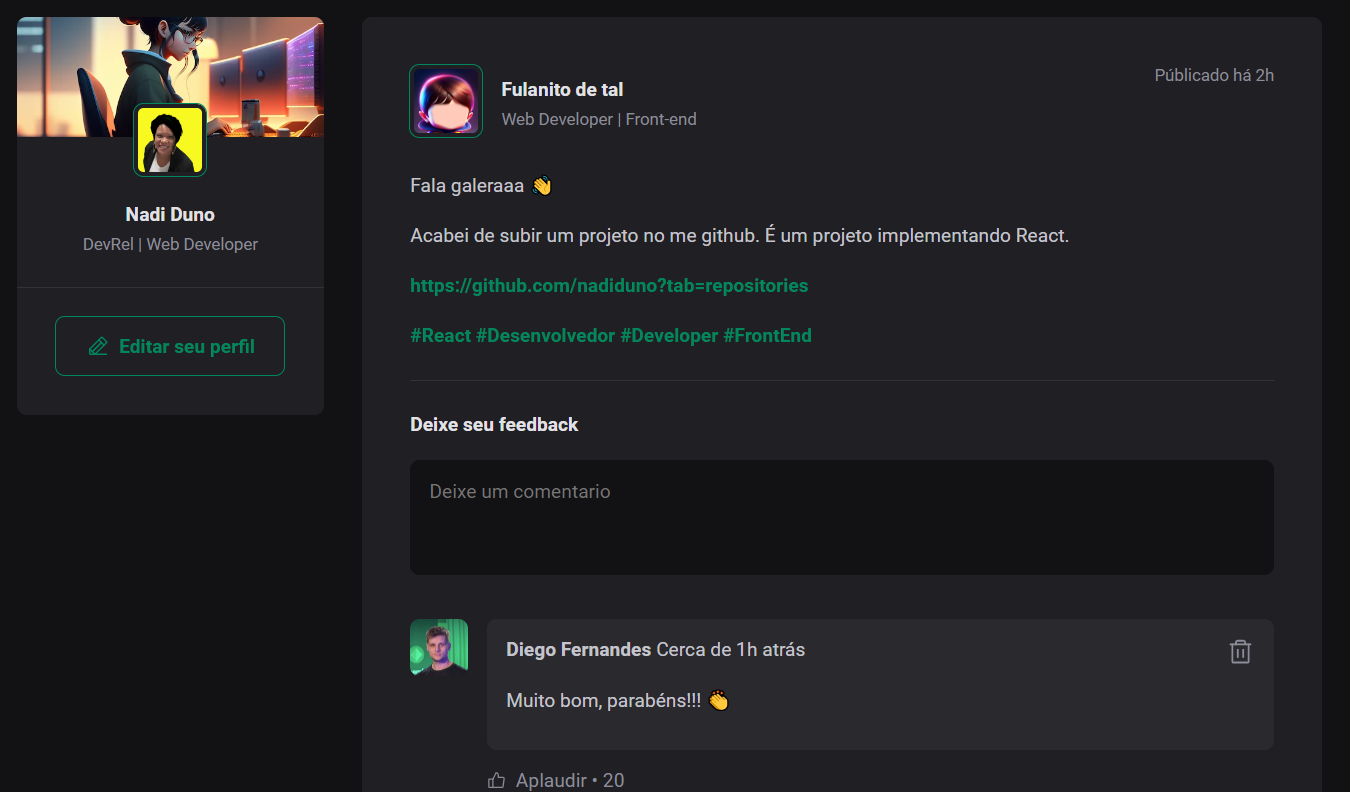 Nadi Duno
DevRel | Web Developer
Editar seu perfil
Fulanito de tal
Web Developer | Front-end
Públicado há 2h
Fala galeraaa 👋
Acabei de subir um projeto no me github. É um projeto implementando React.
https://github.com/nadiduno?tab=repositories
#React #Desenvolvedor #Developer #FrontEnd
Deixe seu feedback
Deixe um comentario
Diego Fernandes Cerca de 1h atrás
Muito bom, parabéns!!! 👏
Aplaudir • 20